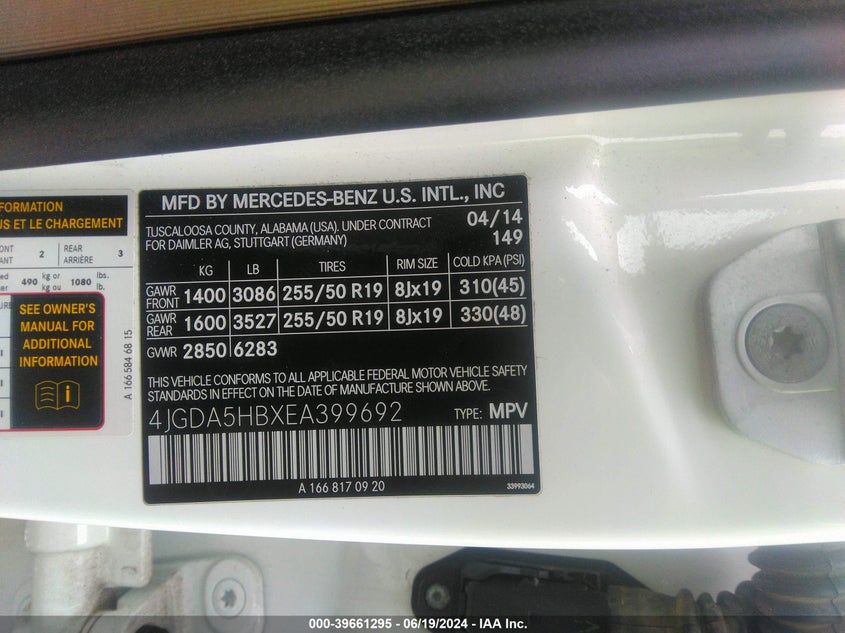 FORMATION
US ET LE CHARGEMENT
2
REAR
ARRIÈRE
3
490 kg or
kg ou
1080 lbs.
lb.
SEE OWNER'S
MANUAL FOR
ADDITIONAL
INFORMATION
A 166 584 68 15
MFD BY MERCEDES-BENZ U.S. INTL., INC
TUSCALOOSA COUNTY, ALABAMA (USA). UNDER CONTRACT
FOR DAIMLER AG, STUTTGART (GERMANY)
04/14
149
KG LB TIRES RIM SIZE COLD KPA (PSI)
GAWR
FRONT 1400 3086 255/50 R19 8Jx19 310(45)
GAWR
REAR 1600 3527 255/50 R19 8Jx19 330(48)
GVWR 2850 6283
THIS VEHICLE CONFORMS TO ALL APPLICABLE FEDERAL MOTOR VEHICLE SAFETY
STANDARDS IN EFFECT ON THE DATE OF MANUFACTURE SHOWN ABOVE.
4JGDA5HBXEA399692 TYPE: MPV
A 166 817 09 20
33993064
000-39661295 - 06/19/2024 - IAA Inc.